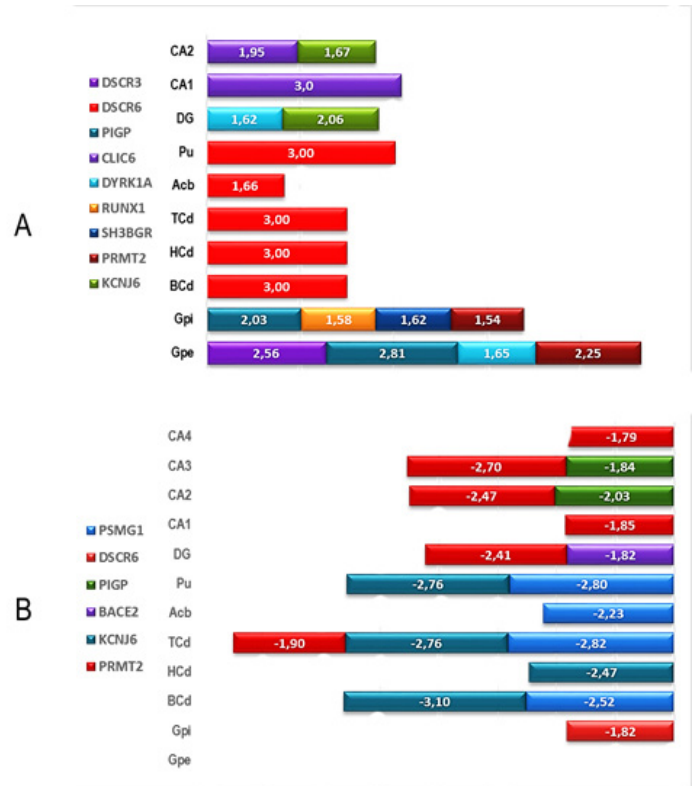 A
DSCR3
DSCR6
PIGP
CLIC6
DYRK1A
RUNX1
SH3BGR
PRMT2
KCNJ6
CA2 1,95 1,67
CA1 3,0
DG 1,62 2,06
Pu 3,00
Acb 1,66
TCd 3,00
HCd 3,00
BCd 3,00
Gpi 2,03 1,58 1,62 1,54
Gpe 2,56 2,81 1,65 2,25
B
PSMG1
DSCR6
PIGP
BACE2
KCNJ6
PRMT2
CA4 -1,79
CA3 -2,70 -1,84
CA2 -2,47 -2,03
CA1 -1,85
DG -2,41 -1,82
Pu -2,76 -2,80
Acb -2,23
TCd -1,90 -2,76 -2,82
HCd -2,47
BCd -3,10 -2,52
Gpi -1,82
Gpe